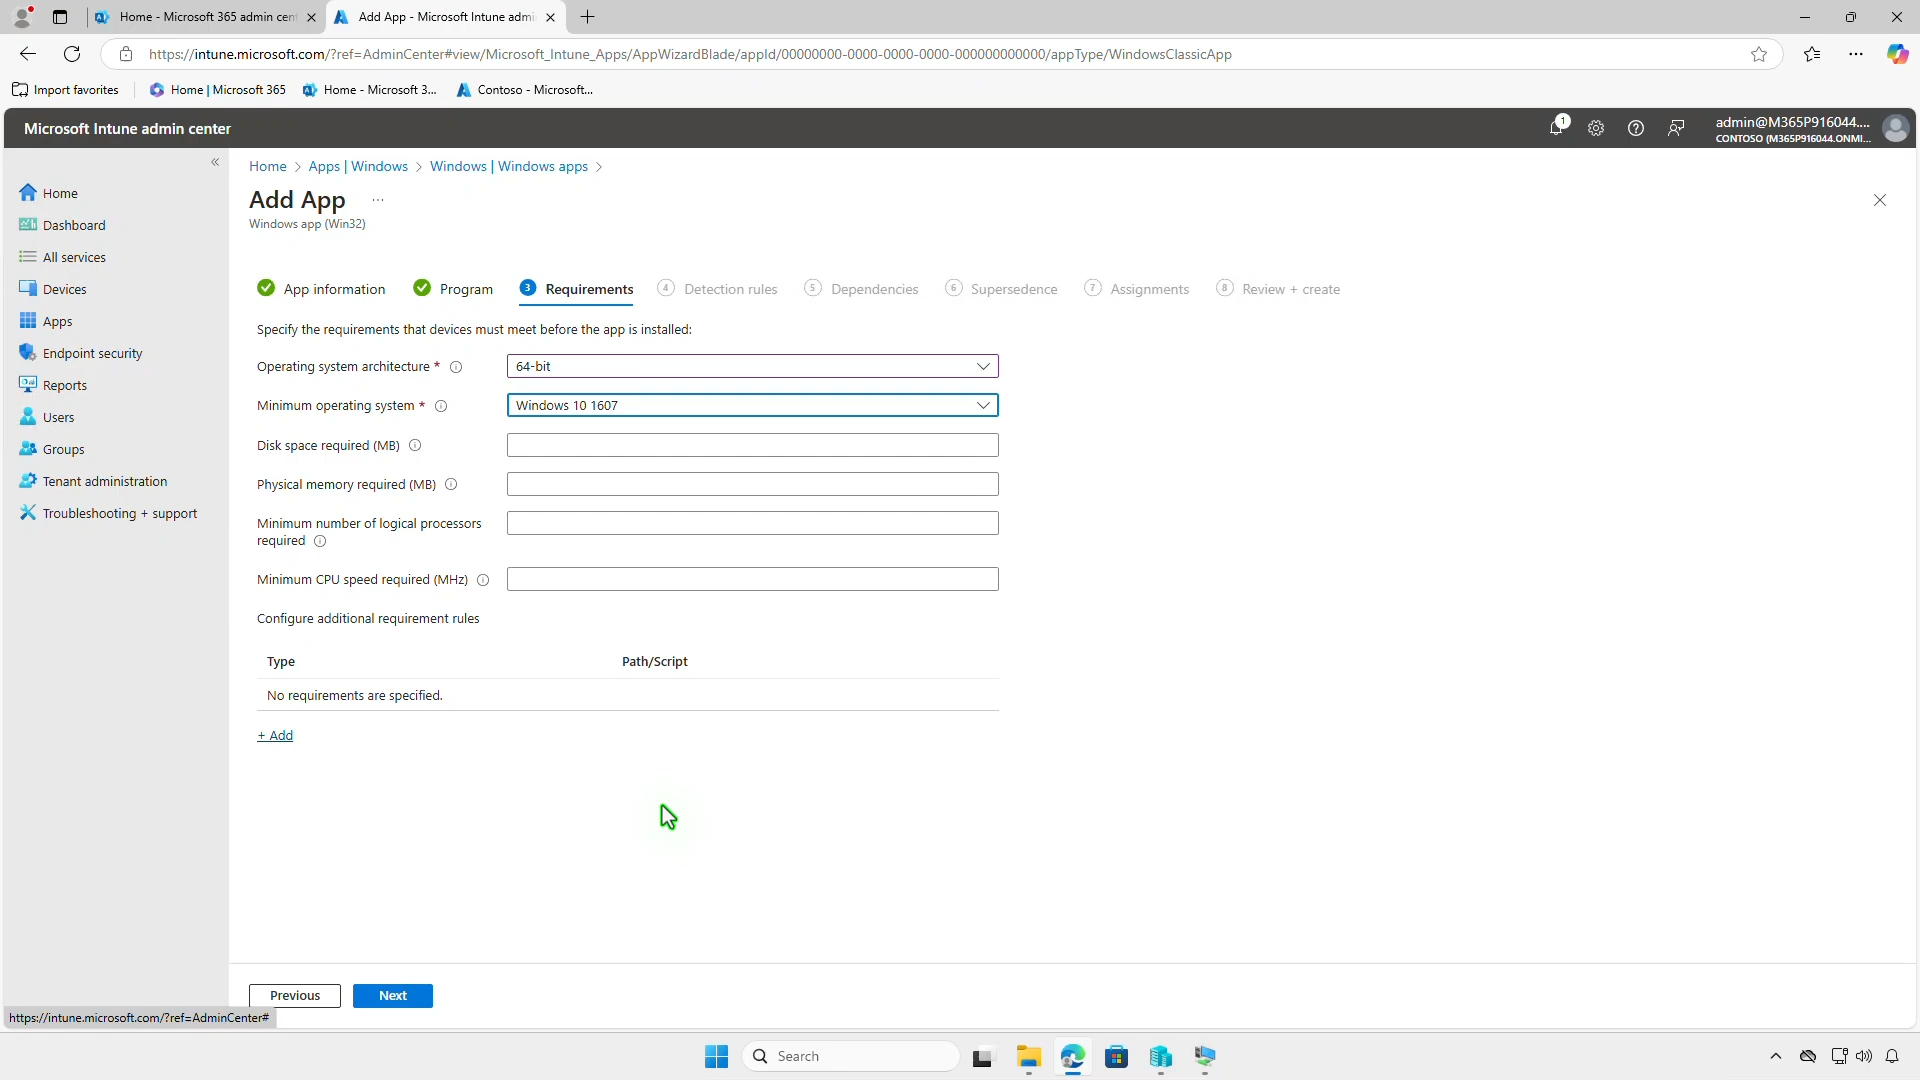 Home - Microsoft 365 admin cen
Add App - Microsoft Intune admi
https://intune.microsoft.com/?ref=AdminCenter#view/Microsoft_Intune_Apps/AppWizardBlade/appId/00000000-0000-0000-0000-000000000000/appType/WindowsClassicApp
Import favorites
Home | Microsoft 365
Home - Microsoft 3...
Contoso - Microsoft...
Microsoft Intune admin center
1
admin@M365P916044....
CONTOSO (M365P916044.ONMI...
Home
Dashboard
All services
Devices
Apps
Endpoint security
Reports
Users
Groups
Tenant administration
Troubleshooting + support
Home > Apps | Windows > Windows | Windows apps >
Add App ...
Windows app (Win32)
App information
Program
3 Requirements
4 Detection rules
5 Dependencies
6 Supersedence
7 Assignments
8 Review + create
Specify the requirements that devices must meet before the app is installed:
Operating system architecture *
64-bit
Minimum operating system *
Windows 10 1607
Disk space required (MB)
Physical memory required (MB)
Minimum number of logical processors
required
Minimum CPU speed required (MHz)
Configure additional requirement rules
Type Path/Script
No requirements are specified.
+ Add
Previous
Next
https://intune.microsoft.com/?ref=AdminCenter#
Search